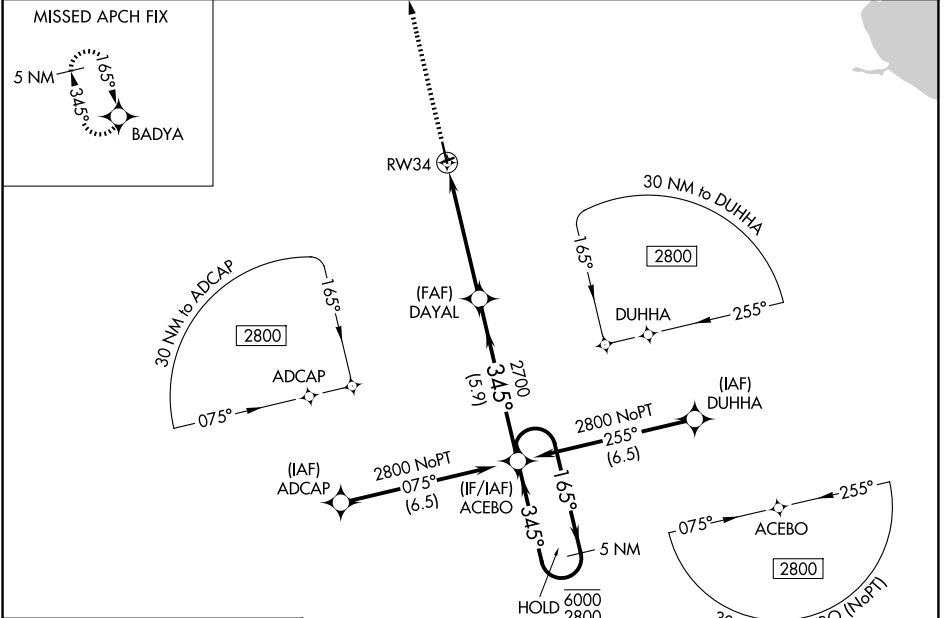 MISSED APCH FIX
5 NM
165°
345°
BADYA
RW34
30 NM to DUHHA
165°
2800
DUHHA
255°
30 NM to ADCAP
165°
2800
ADCAP
075°
(FAF)
DAYAL
2700
345°
(5.9)
(IAF)
DUHHA
2800 NoPT
255°
(6.5)
(IAF)
ADCAP
2800 NoPT
075°
(6.5)
(IF/IAF)
ACEBO
165°
345°
5 NM
HOLD
6000
2800
075°
255°
ACEBO
2800
(NoPT)